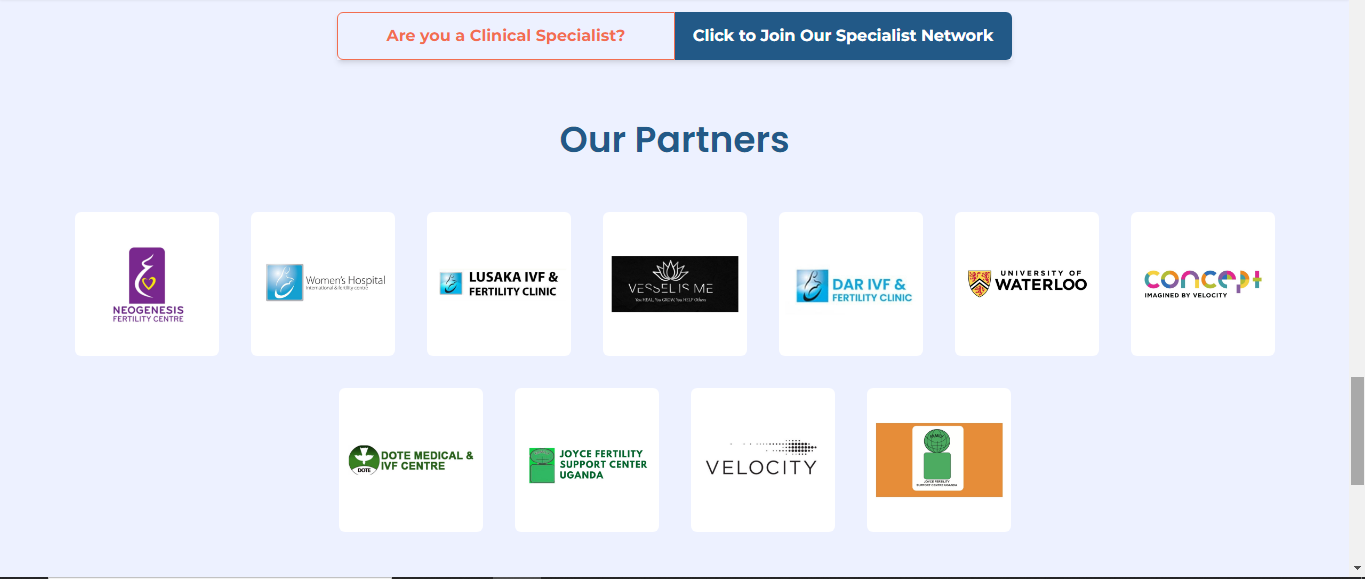 Are you a Clinical Specialist?
Click to Join Our Specialist Network
Our Partners
NEOGENESIS
FERTILITY CENTRE
Women's Hospital
International & fertility centre
LUSAKA IVF &
FERTILITY CLINIC
VESSEL IS ME
You HEAL, You GROW, You HELP Others
DAR IVF &
FERTILITY CLINIC
UNIVERSITY OF
WATERLOO
concept
IMAGINED BY VELOCITY
DOTE
DOTE MEDICAL &
IVF CENTRE
JOYCE FERTILITY
SUPPORT CENTER
UGANDA
VELOCITY
JOYCE FERTILITY
SUPPORT CENTRE UGANDA